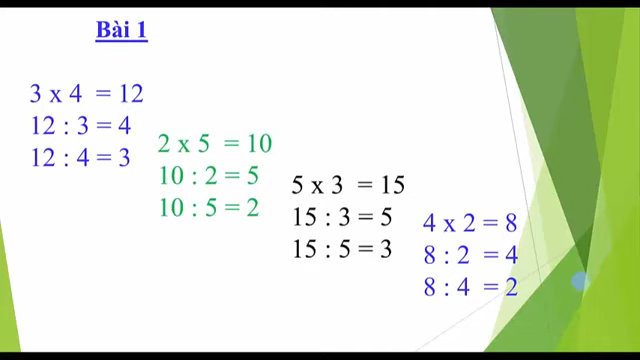 Bài 1
3 x 4 = 12
12 : 3 = 4
12 : 4 = 3
2 x 5 = 10
10 : 2 = 5
10 : 5 = 2
5 x 3 = 15
15 : 3 = 5
15 : 5 = 3
4 x 2 = 8
8 : 2 = 4
8 : 4 = 2